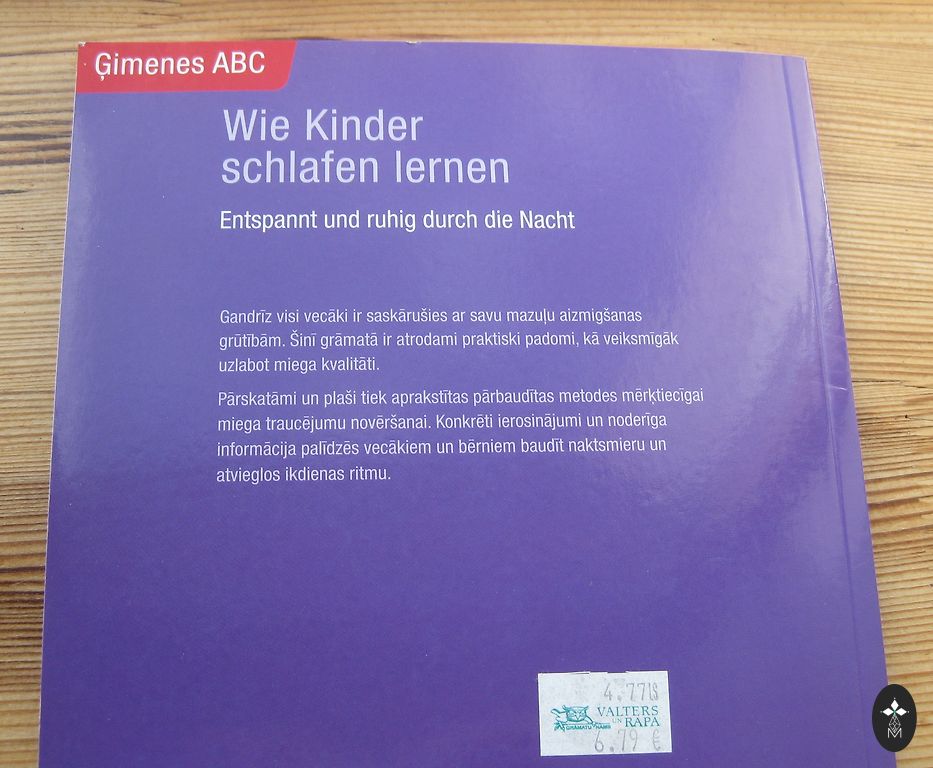 Ģimenes ABC
Wie Kinder
schlafen lernen
Entspannt und ruhig durch die Nacht
Gandrīz visi vecāki ir saskārušies ar savu mazuļu aizmigšanas
grūtībām. Šinī grāmatā ir atrodami praktiski padomi, kā veiksmīgāk
uzlabot miega kvalitāti.
Pārskatāmi un plaši tiek aprakstītas pārbaudītas metodes mērķtiecīgai
miega traucējumu novēršanai. Konkrēti ierosinājumi un noderīga
informācija palīdzēs vecākiem un bērniem baudīt naktsmieru un
atvieglos ikdienas ritmu.
4.77ls
VALTERS
UN RAPA
GRĀMATU NAMS
6.79 €
M